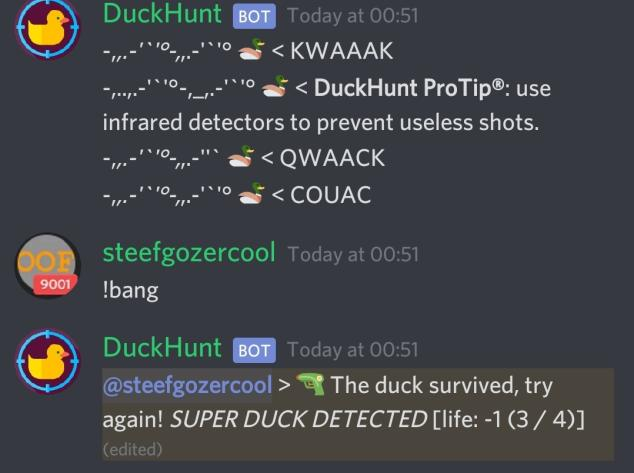 DuckHunt BOT Today at 00:51
-,,.-'`'°-,,.-'`'° 🦆 < KWAAAK
-,..,.-'`'°-,_,.-'`'° 🦆 < DuckHunt ProTip®: use
infrared detectors to prevent useless shots.
-,,.-'`'°-,,.-''` 🦆 < QWAACK
-,,.-'`'°-,,.-'`'° 🦆 < COUAC
steefgozercool Today at 00:51
OOF
9001
!bang
DuckHunt BOT Today at 00:51
@steefgozercool > 🔫 The duck survived, try
again! SUPER DUCK DETECTED [life: -1 (3 / 4)]
(edited)